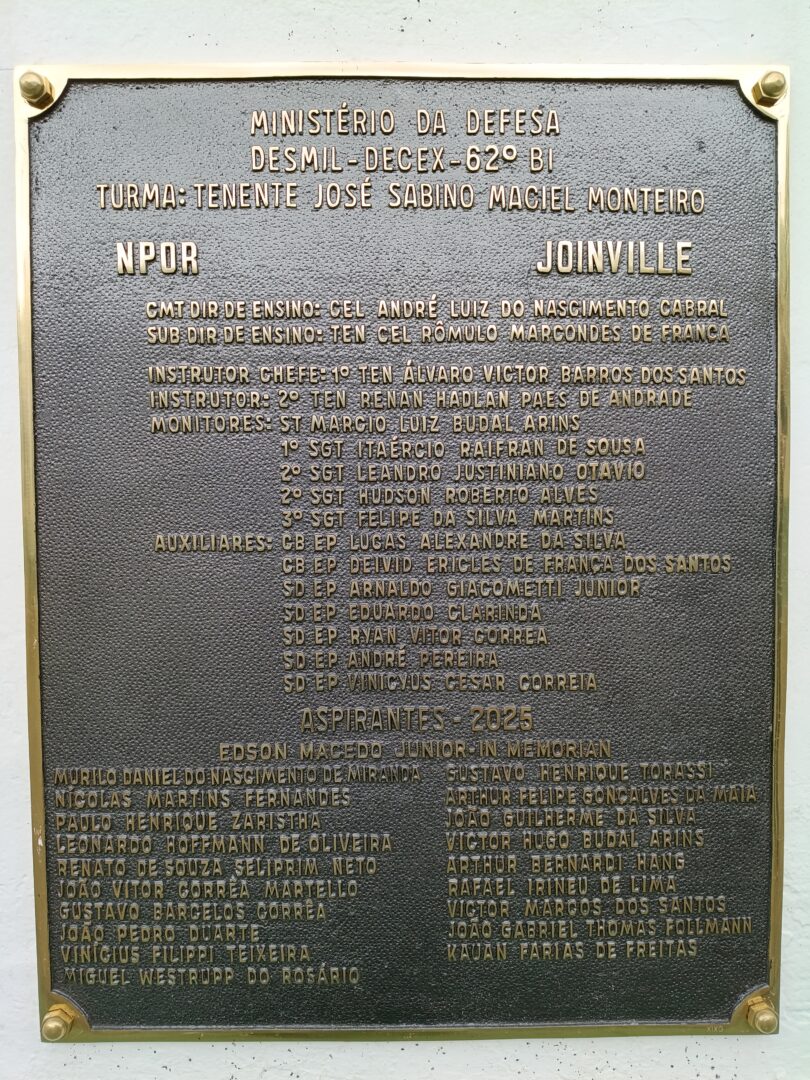 MINISTÉRIO DA DEFESA
DESMIL-DECEX-62º BI
TURMA: TENENTE JOSÉ SABINO MACIEL MONTEIRO
NPOR JOINVILLE
CMT DIR DE ENSINO: CEL ANDRÉ LUIZ DO NASCIMENTO CABRAL
SUB DIR DE ENSINO: TEN CEL RÔMULO MARCONDES DE FRANÇA
INSTRUTOR CHEFE: 1º TEN ÁLVARO VICTOR BARROS DOS SANTOS
INSTRUTOR: 2º TEN RENAN HADLAN PAES DE ANDRADE
MONITORES: ST MARCIO LUIZ BUDAL ARINS
1º SGT ITAÉRCIO RAIFRAN DE SOUSA
2º SGT LEANDRO JUSTINIANO OTAVIO
2º SGT HUDSON ROBERTO ALVES
3º SGT FELIPE DA SILVA MARTINS
AUXILIARES: CB EP LUCAS ALEXANDRE DA SILVA
CB EP DEIVID ERICLES DE FRANÇA DOS SANTOS
SD EP ARNALDO GIACOMETTI JUNIOR
SD EP EDUARDO CLARINDA
SD EP RYAN VITOR CORREA
SD EP ANDRÉ PEREIRA
SD EP VINICYUS CESAR CORREIA
ASPIRANTES - 2025
EDSON MACEDO JUNIOR-IN MEMORIAN
MURILO DANIEL DO NASCIMENTO DE MIRANDA
NÍCOLAS MARTINS FERNANDES
PAULO HENRIQUE ZARISTHA
LEONARDO HOFFMANN DE OLIVEIRA
RENATO DE SOUZA SELIPRIM NETO
JOÃO VITOR CORRÊA MARTELLO
GUSTAVO BARCELOS CORRÊA
JOÃO PEDRO DUARTE
VINÍCIUS FILIPPI TEIXEIRA
MIGUEL WESTRUPP DO ROSÁRIO
GUSTAVO HENRIQUE TORASSI
ARTHUR FELIPE GONÇALVES DA MAIA
JOÃO GUILHERME DA SILVA
VICTOR HUGO BUDAL ARINS
ARTHUR BERNARDI HANG
RAFAEL IRINEU DE LIMA
VICTOR MARCOS DOS SANTOS
JOÃO GABRIEL THOMAS FOLLMANN
KAUAN FARIAS DE FREITAS